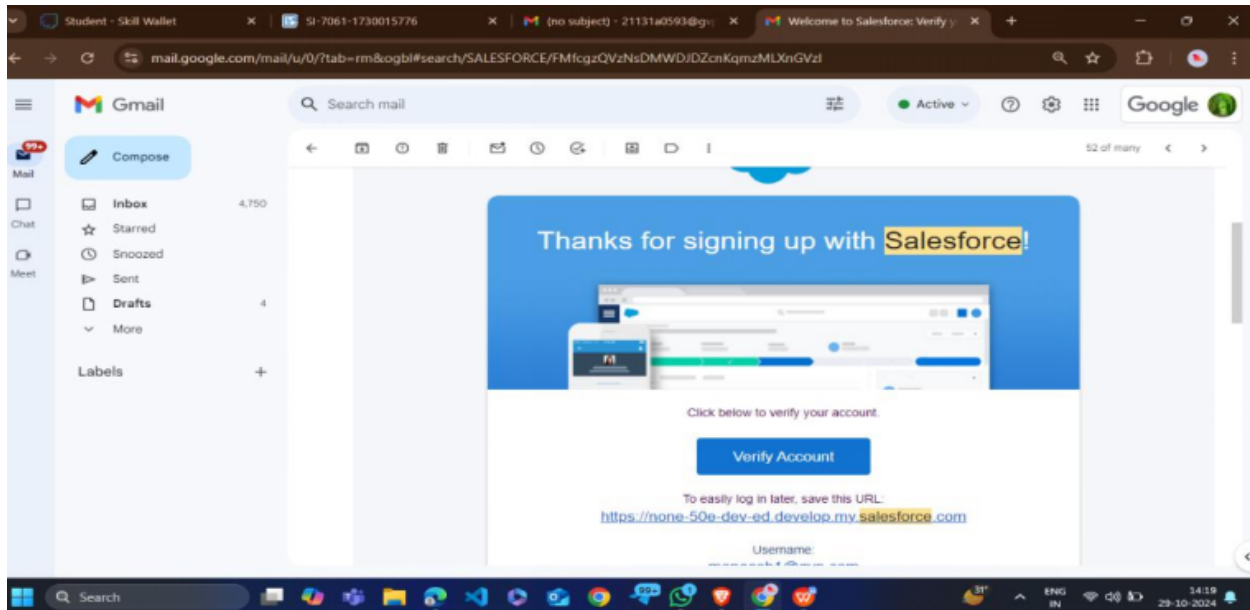 Student - Skill Wallet
SI-7061-1730015776
(no subject) - 21131a0593@gv
Welcome to Salesforce: Verify y
mail.google.com/mail/u/0/?tab=rm&ogbl#search/SALESFORCE/FMfcgzQVzNsDMWDJDZcnKqmzMLXnGVzl
Gmail
Search mail
Active
Google
99+
Mail
Compose
52 of many
Inbox 4,750
Chat
Starred
Snoozed
Meet
Sent
Drafts 4
More
Labels
Thanks for signing up with Salesforce!
Click below to verify your account.
Verify Account
To easily log in later, save this URL:
https://none-50e-dev-ed.develop.my.salesforce.com
Username:
Search
99+
31°
ENG
IN
14:19
29-10-2024